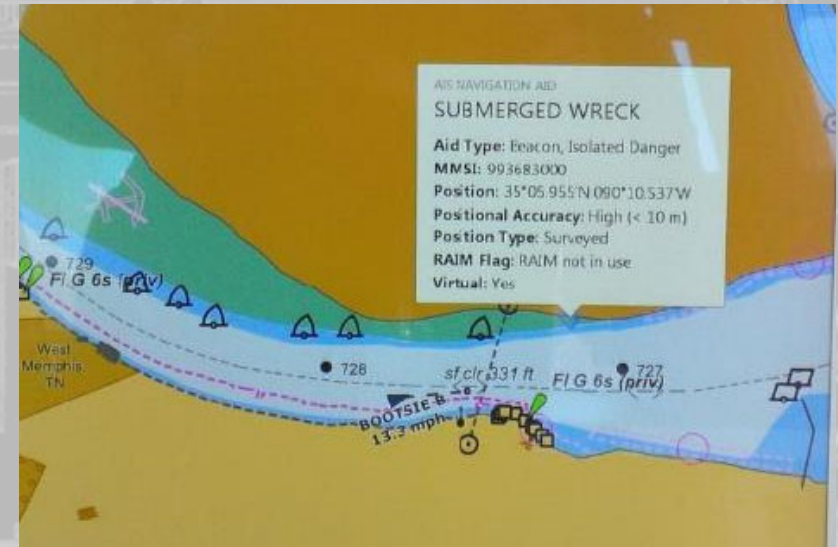 AIS NAVIGATION AID
SUBMERGED WRECK
Aid Type: Beacon, Isolated Danger
MMSI: 993683000
Position: 35°05.955'N 090°10.537'W
Positional Accuracy: High (< 10 m)
Position Type: Surveyed
RAIM Flag: RAIM not in use
Virtual: Yes
729
Fl G 6s (priv)
West
Memphis,
TN
728
sf clr 331 ft
Fl G 6s (priv)
727
BOOTSIE B
13.3 mph